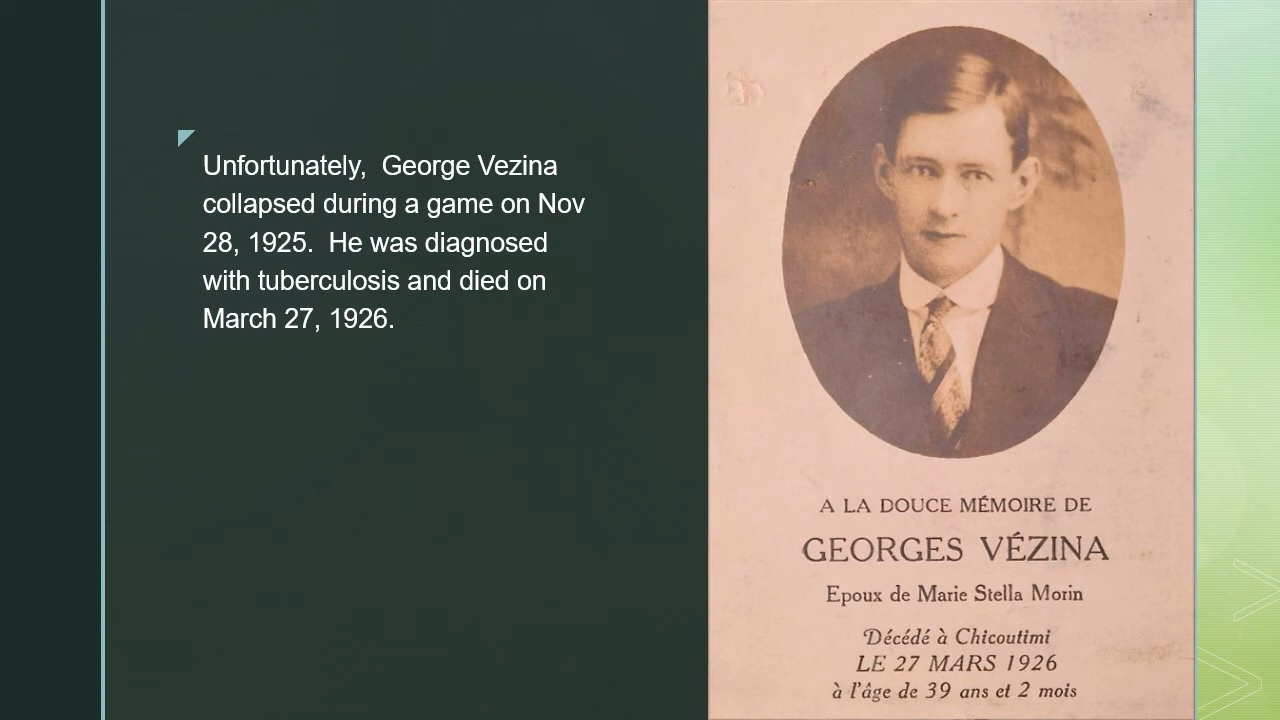 Unfortunately,  George Vezina
collapsed during a game on Nov
28, 1925.  He was diagnosed
with tuberculosis and died on
March 27, 1926.
A LA DOUCE MÉMOIRE DE
GEORGES VÉZINA
Epoux de Marie Stella Morin
Décédé à Chicoutimi
LE 27 MARS 1926
à l'âge de 39 ans et 2 mois